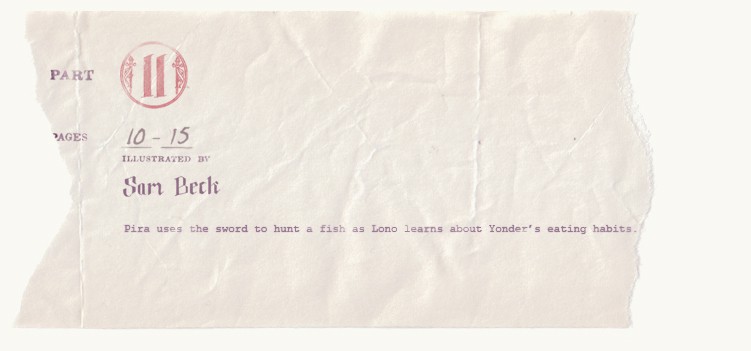 PART 11
PAGES 10 - 15
ILLUSTRATED BY
Sam Beck
Pira uses the sword to hunt a fish as Lono learns about Yonder's eating habits.